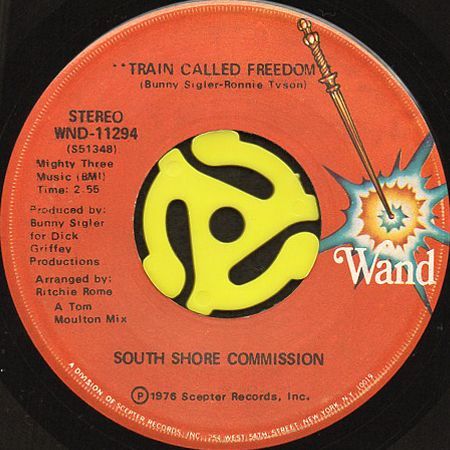 **TRAIN CALLED FREEDOM
(Bunny Sigler-Ronnie Tyson)
STEREO
WND-11294
(S51348)
Mighty Three
Music (BMI)
Time: 2:55
Produced by:
Bunny Sigler
for Dick
Griffey
Productions
Arranged by:
Ritchie Rome
A Tom
Moulton Mix
Wand
SOUTH SHORE COMMISSION
Ⓟ1976 Scepter Records, Inc.
A DIVISION OF SCEPTER RECORDS, INC. 254 WEST 54TH STREET, NEW YORK, N.Y. 10019